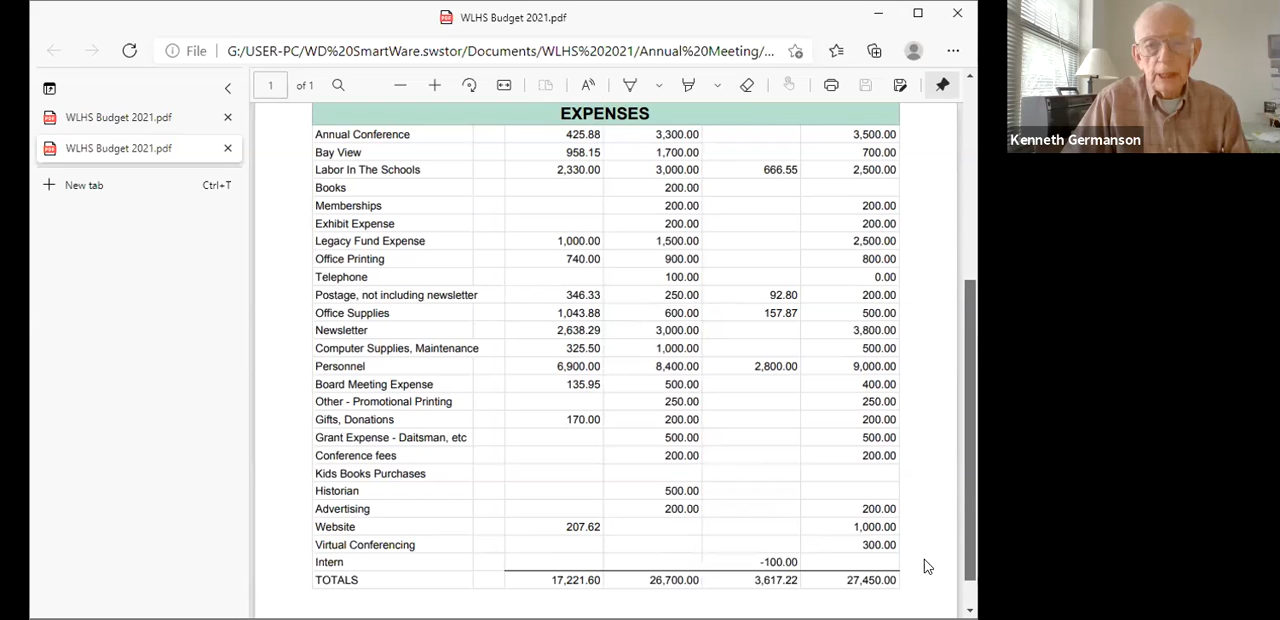 WLHS Budget 2021.pdf
File G:/USER-PC/WD%20SmartWare.swstor/Documents/WLHS%202021/Annual%20Meeting/...
1 of
WLHS Budget 2021.pdf
WLHS Budget 2021.pdf
New tab Ctrl+T
Kenneth Germanson
EXPENSES
Annual Conference 425.88 3,300.00 3,500.00
Bay View 958.15 1,700.00 700.00
Labor In The Schools 2,330.00 3,000.00 666.55 2,500.00
Books 200.00
Memberships 200.00 200.00
Exhibit Expense 200.00 200.00
Legacy Fund Expense 1,000.00 1,500.00 2,500.00
Office Printing 740.00 900.00 800.00
Telephone 100.00 0.00
Postage, not including newsletter 346.33 250.00 92.80 200.00
Office Supplies 1,043.88 600.00 157.87 500.00
Newsletter 2,638.29 3,000.00 3,800.00
Computer Supplies, Maintenance 325.50 1,000.00 500.00
Personnel 6,900.00 8,400.00 2,800.00 9,000.00
Board Meeting Expense 135.95 500.00 400.00
Other - Promotional Printing 250.00 250.00
Gifts, Donations 170.00 200.00 200.00
Grant Expense - Daitsman, etc 500.00 500.00
Conference fees 200.00 200.00
Kids Books Purchases
Historian 500.00
Advertising 200.00 200.00
Website 207.62 1,000.00
Virtual Conferencing 300.00
Intern -100.00
TOTALS 17,221.60 26,700.00 3,617.22 27,450.00